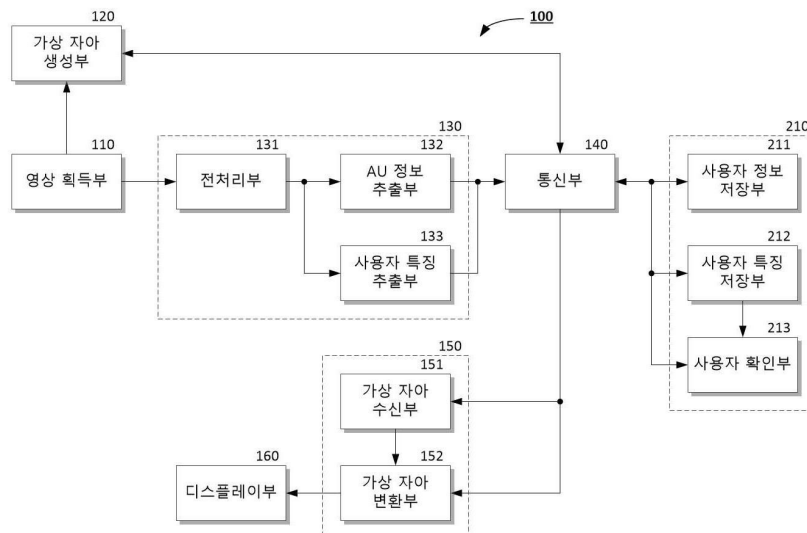 100
120
가상 자아
생성부
130
210
110
영상 획득부
131
전처리부
132
AU 정보
추출부
140
통신부
211
사용자 정보
저장부
133
사용자 특징
추출부
212
사용자 특징
저장부
213
사용자 확인부
150
151
가상 자아
수신부
160
디스플레이부
152
가상 자아
변환부